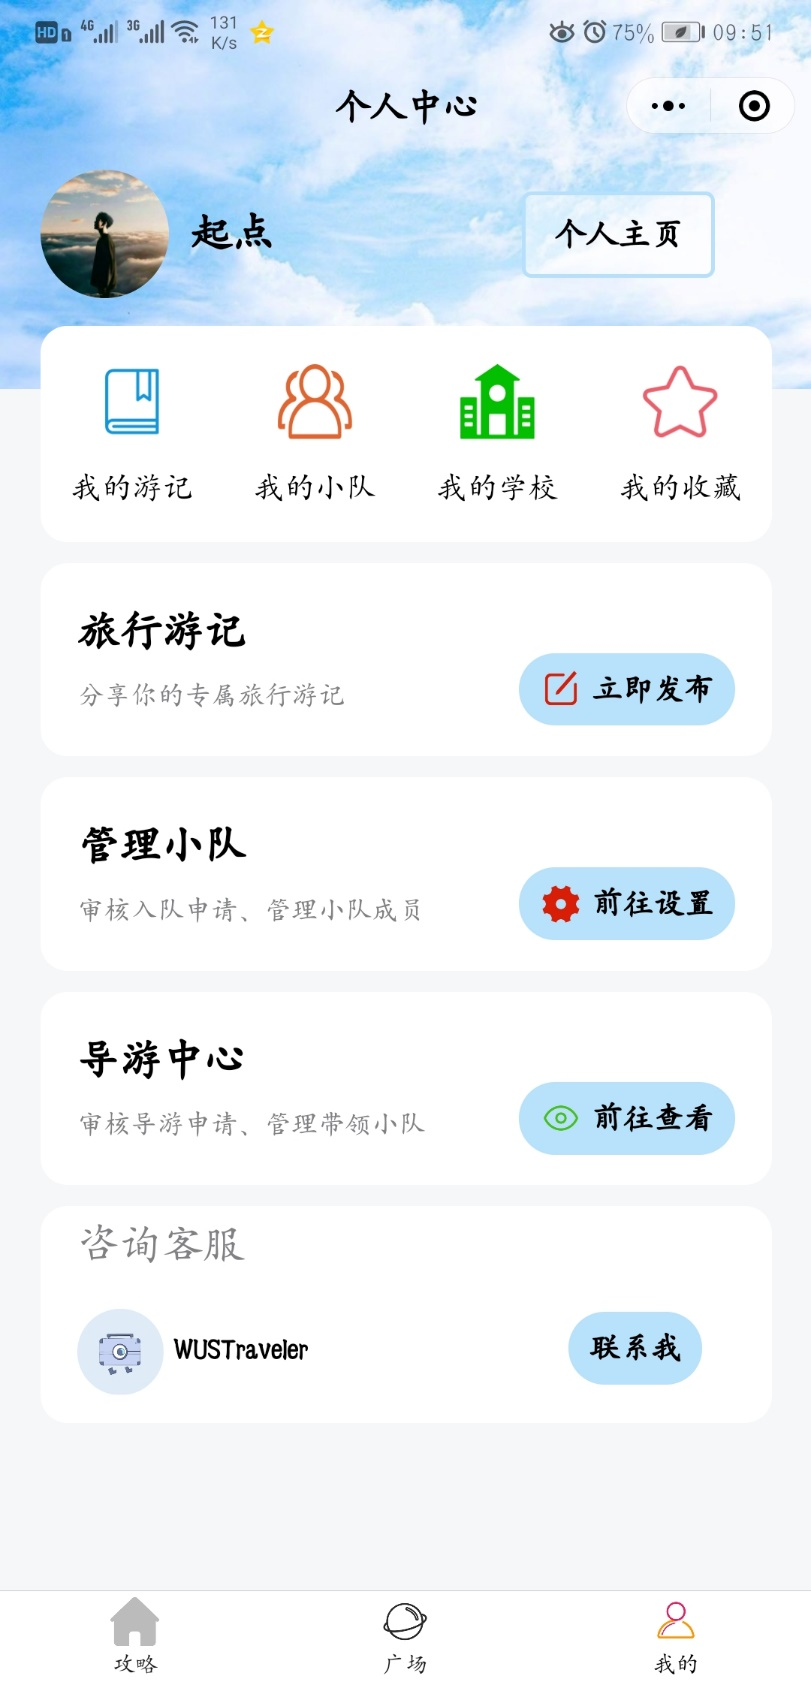 HD 1 4G 3G 131 K/s 75% 09:51
个人中心
起点 个人主页
我的游记 我的小队 我的学校 我的收藏
旅行游记
分享你的专属旅行游记 立即发布
管理小队
审核入队申请、管理小队成员 前往设置
导游中心
审核导游申请、管理带领小队 前往查看
咨询客服
WUSTraveler 联系我
攻略 广场 我的